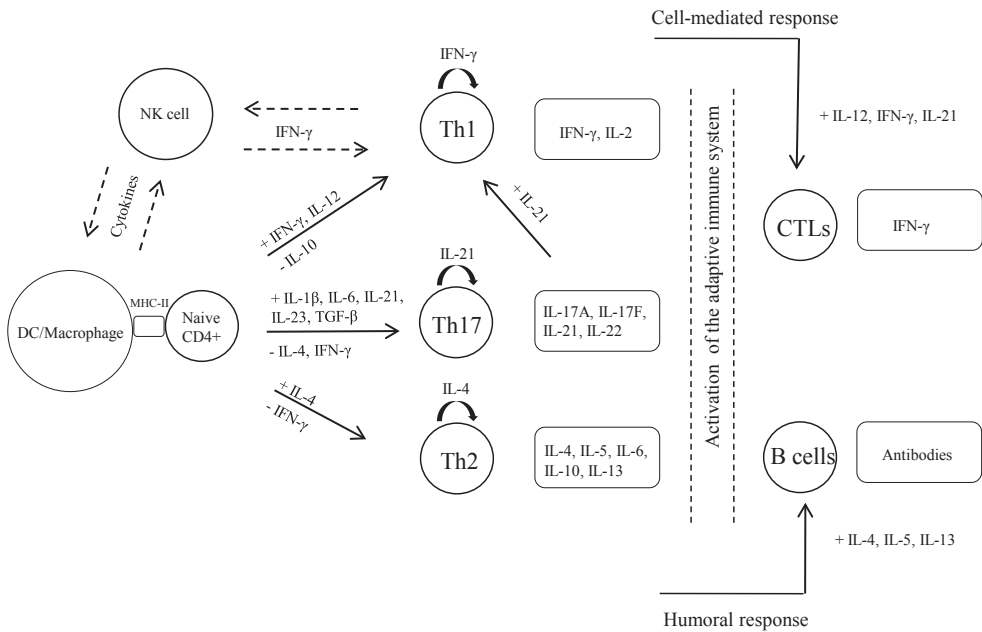 Cell-mediated response
IFN-γ
NK cell
IFN-γ
Th1
IFN-γ, IL-2
+ IL-12, IFN-γ, IL-21
Cytokines
+ IFN-γ, IL-12
- IL-10
+ IL-21
CTLs
IFN-γ
DC/Macrophage
MHC-II
Naive
CD4+
+ IL-1β, IL-6, IL-21,
IL-23, TGF-β
- IL-4, IFN-γ
IL-21
Th17
IL-17A, IL-17F,
IL-21, IL-22
Activation of the adaptive immune system
+ IL-4
- IFN-γ
IL-4
Th2
IL-4, IL-5, IL-6,
IL-10, IL-13
B cells
Antibodies
+ IL-4, IL-5, IL-13
Humoral response